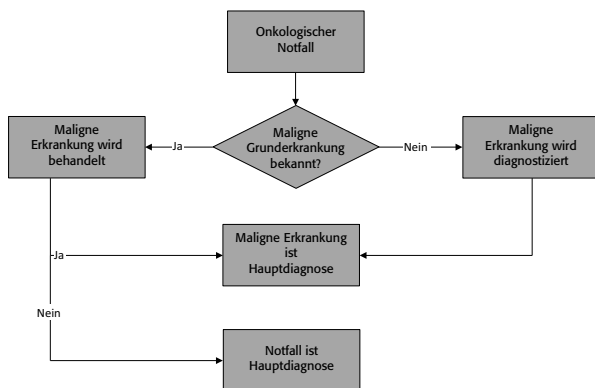 Onkologischer
Notfall
Maligne
Erkrankung wird
behandelt
Ja
Maligne
Grunderkrankung
bekannt?
Nein
Maligne
Erkrankung wird
diagnostiziert
Ja
Maligne Erkrankung
ist
Hauptdiagnose
Nein
Notfall ist
Hauptdiagnose